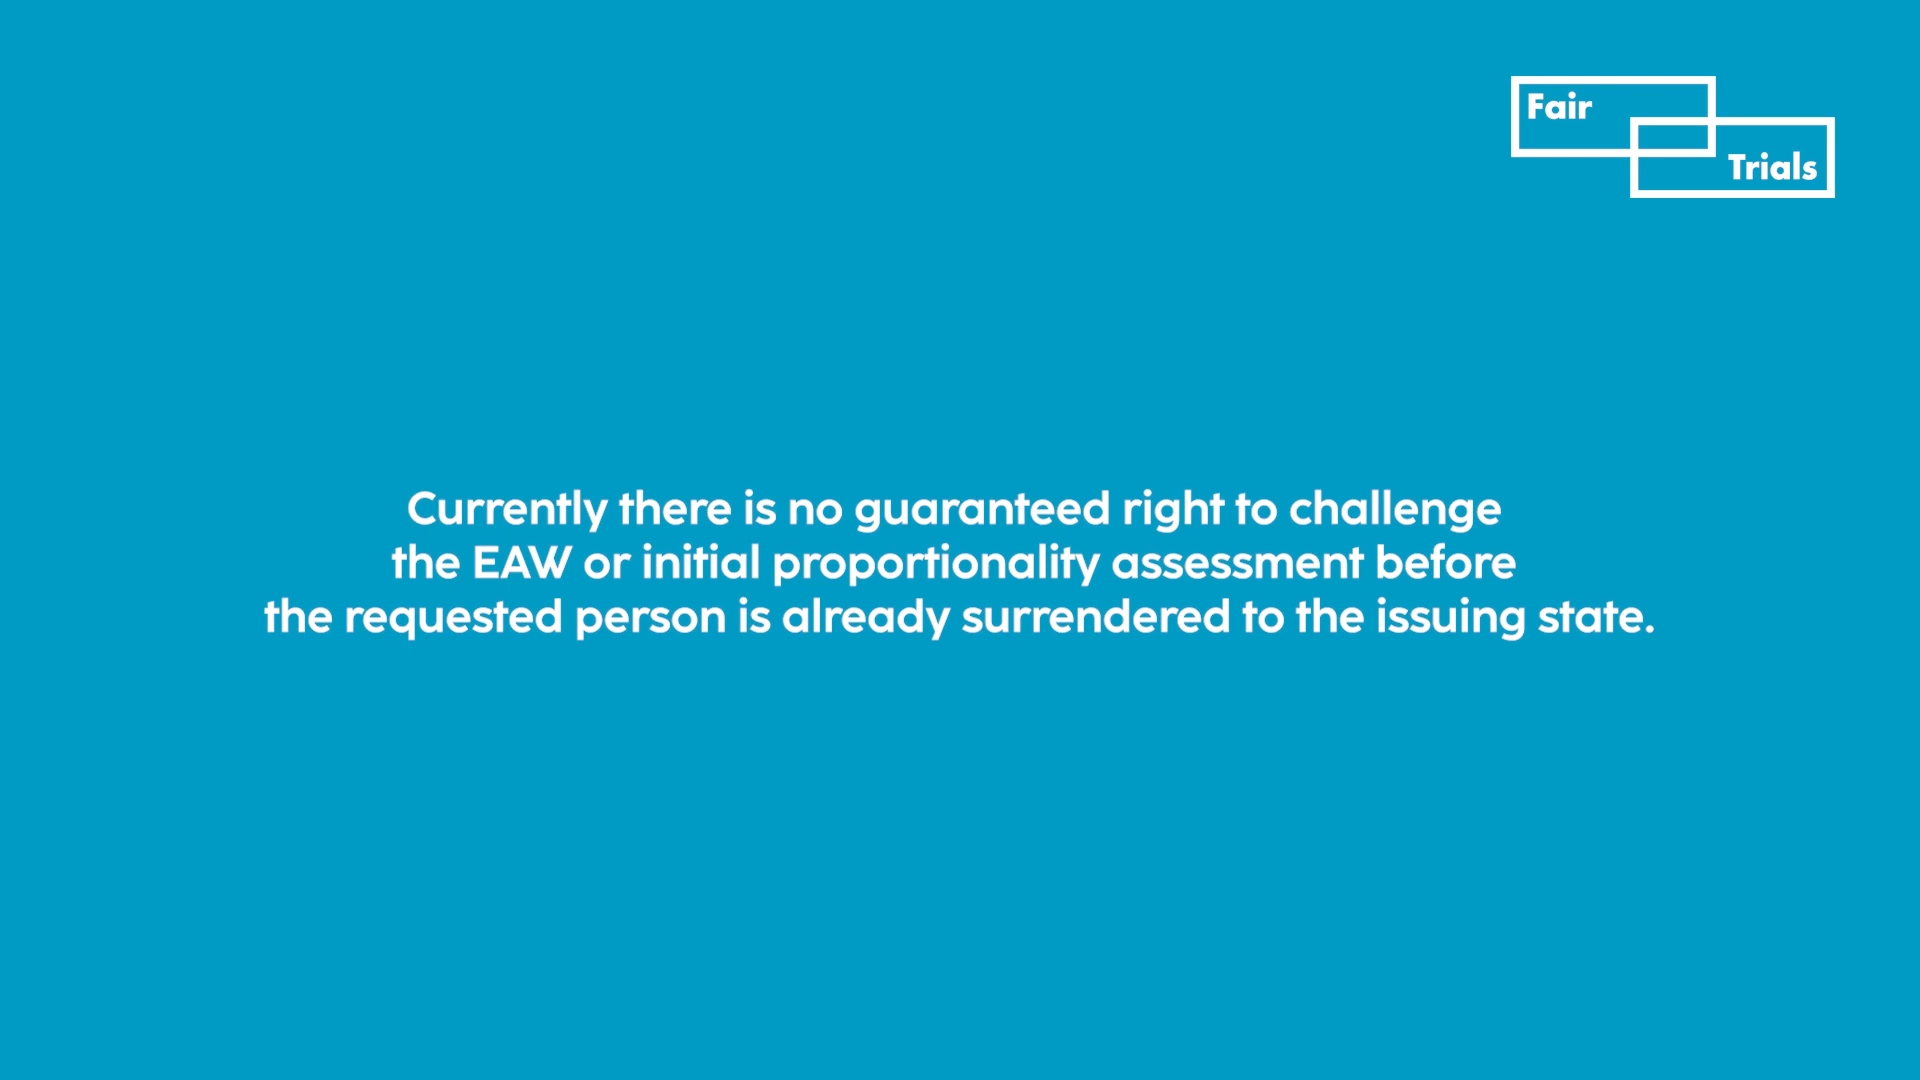 Fair
Trials
Currently there is no guaranteed right to challenge
the EAW or initial proportionality assessment before
the requested person is already surrendered to the issuing state.